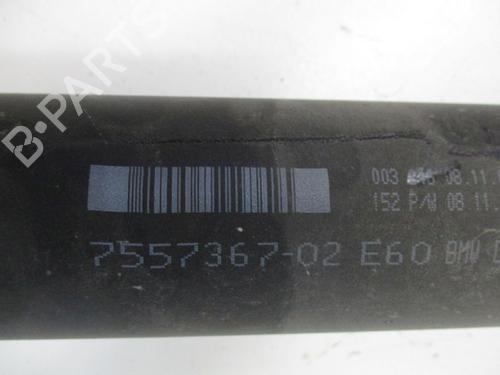 B-PARTS
003 08.11
152 P/W 08 11
7557367-02 E60 BMW